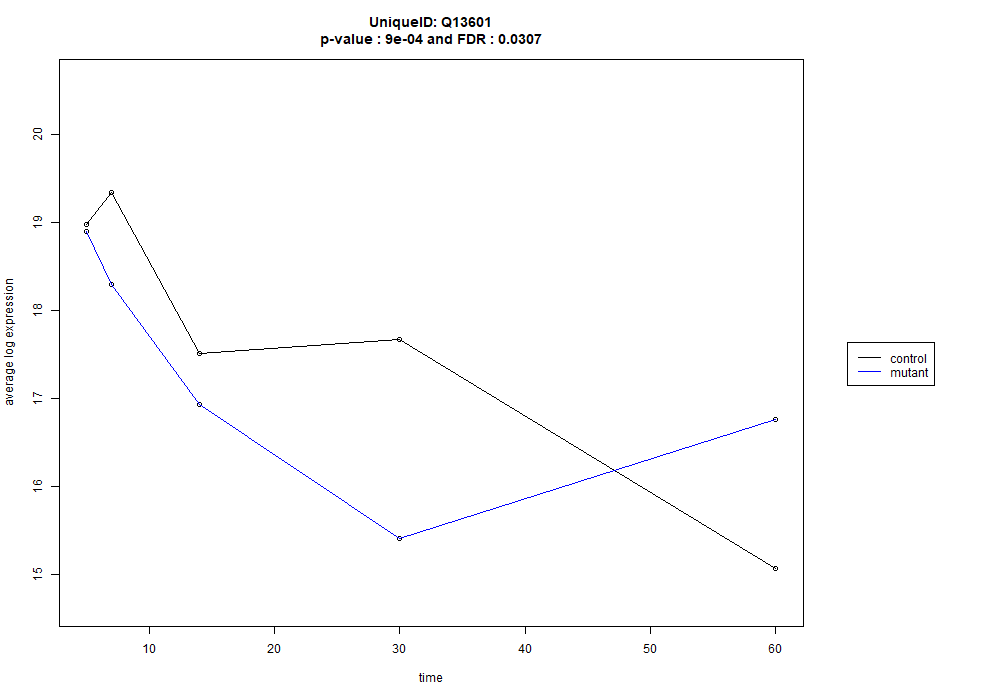 UniqueID: Q13601
p-value : 9e-04 and FDR : 0.0307
20
19
18
17
16
15
average log expression
10
20
30
40
50
60
time
control
mutant